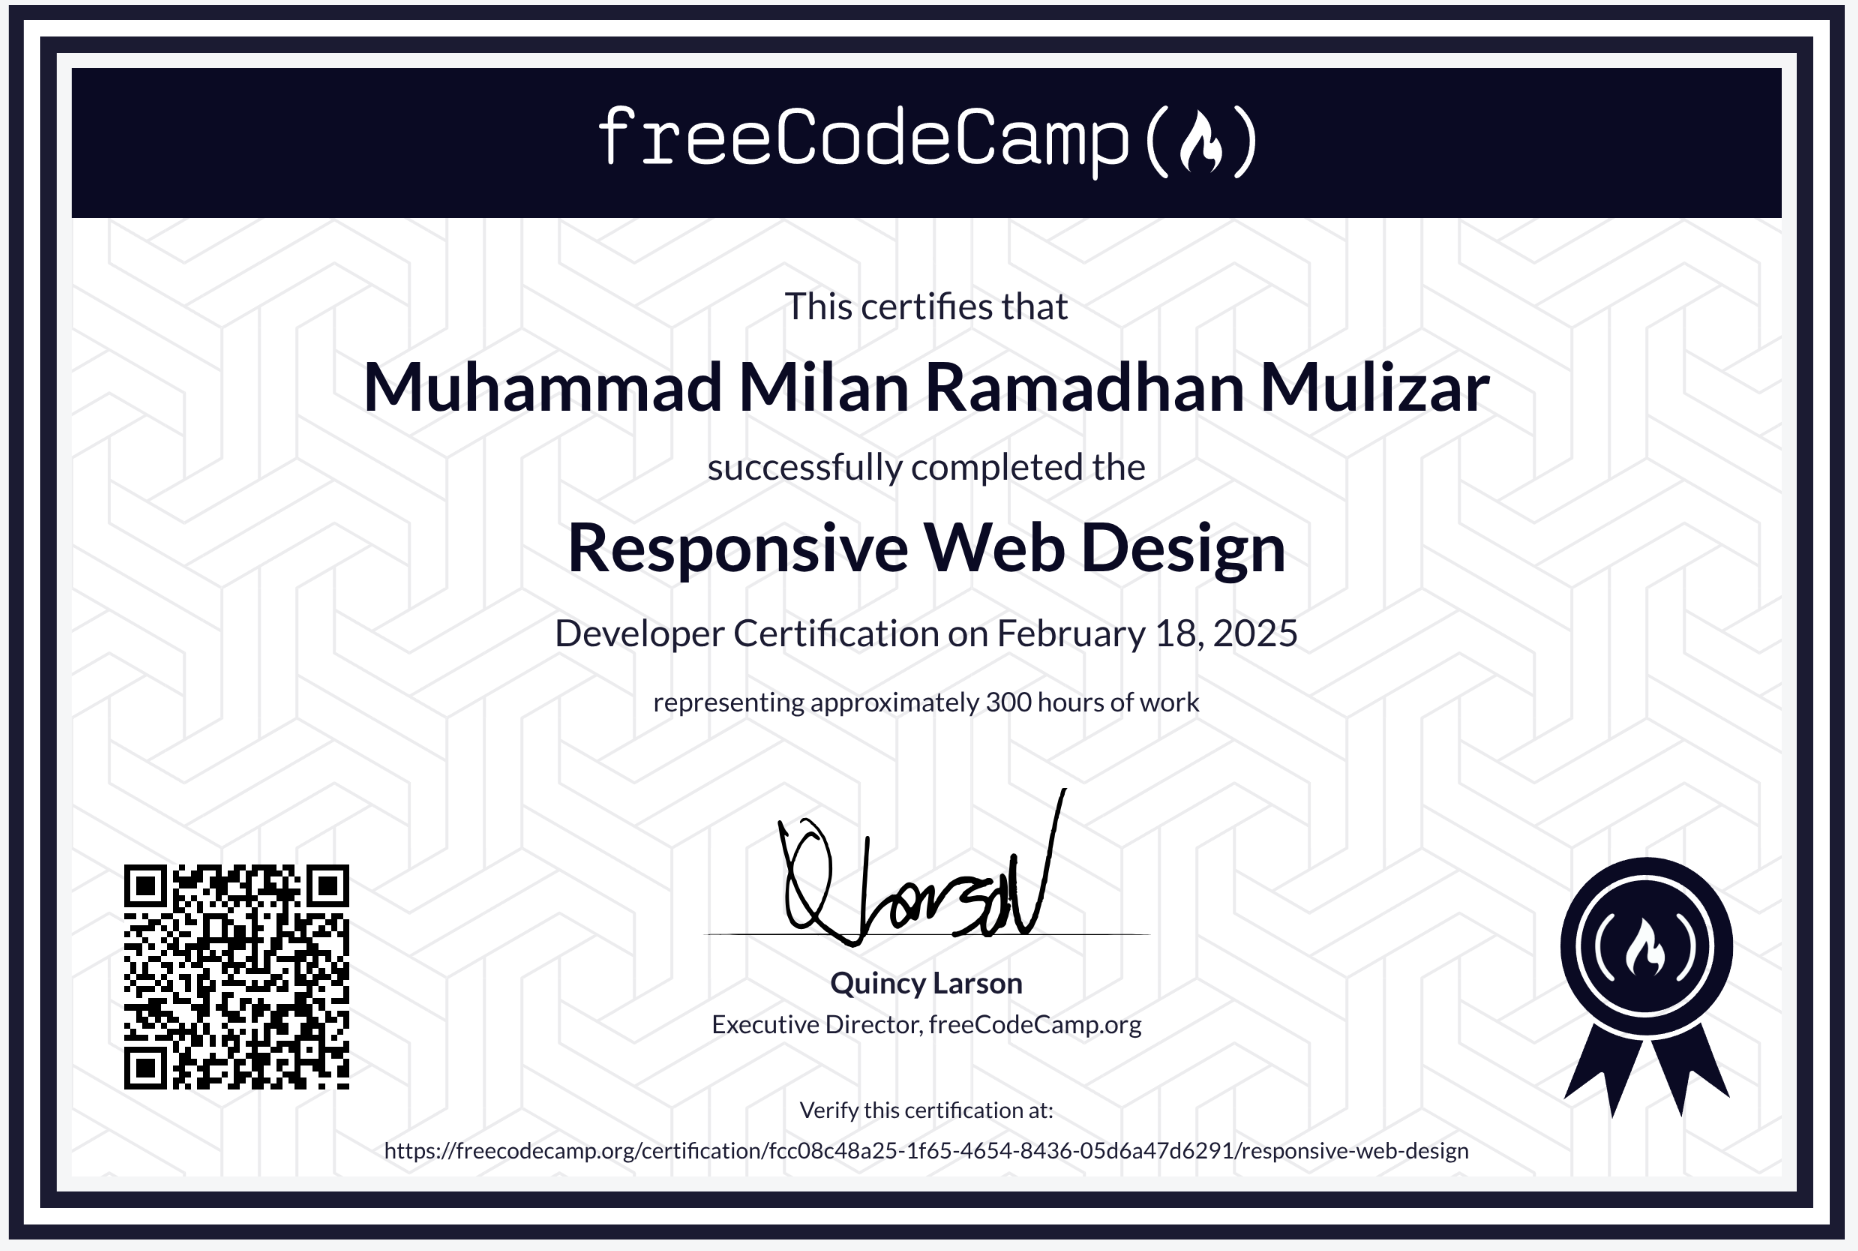 freeCodeCamp
This certifies that
Muhammad Milan Ramadhan Mulizar
successfully completed the
Responsive Web Design
Developer Certification on February 18, 2025
representing approximately 300 hours of work
QLarson
Quincy Larson
Executive Director, freeCodeCamp.org
Verify this certification at:
https://freecodecamp.org/certification/fcc08c48a25-1f65-4654-8436-05d6a47d6291/responsive-web-design